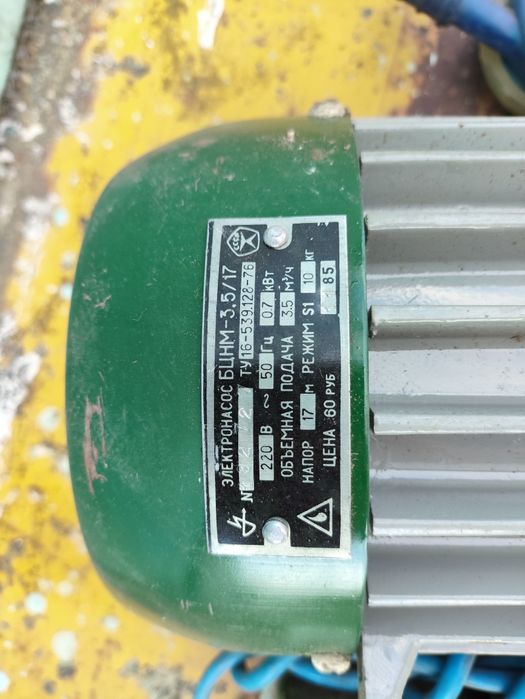 СССР
ЭЛЕКТРОНАСОС БЦНМ-3,5/17
№ ТУ16-539.128-76
220 В ~ 50 Гц 0.7 кВт
ОБЪЕМНАЯ ПОДАЧА 3.5 м³/ч
НАПОР 17 м РЕЖИМ S1 10 кг
ЦЕНА 60 РУБ 85